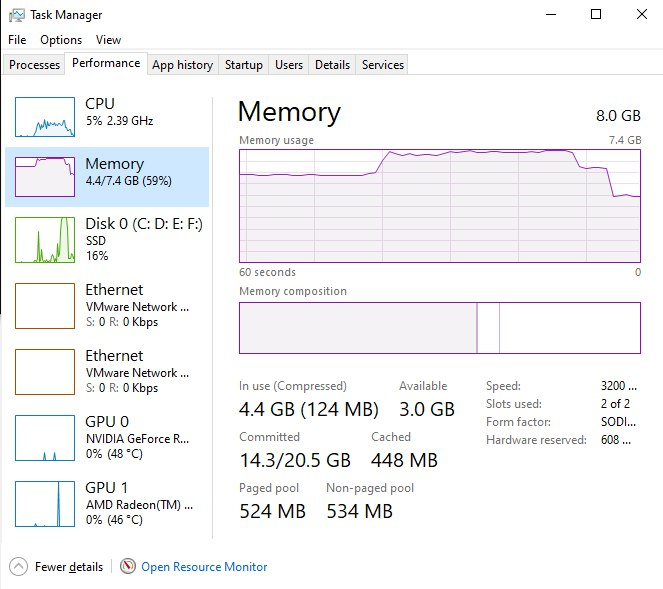 Task Manager
File Options View
Processes Performance App history Startup Users Details Services
CPU
5% 2.39 GHz
Memory
4.4/7.4 GB (59%)
Disk 0 (C: D: E: F:)
SSD
16%
Ethernet
VMware Network ...
S: 0 R: 0 Kbps
Ethernet
VMware Network ...
S: 0 R: 0 Kbps
GPU 0
NVIDIA GeForce R...
0% (48 °C)
GPU 1
AMD Radeon(TM) ...
0% (46 °C)
Memory 8.0 GB
Memory usage 7.4 GB
60 seconds 0
Memory composition
In use (Compressed) Available
4.4 GB (124 MB) 3.0 GB
Committed Cached
14.3/20.5 GB 448 MB
Paged pool Non-paged pool
524 MB 534 MB
Speed: 3200 ...
Slots used: 2 of 2
Form factor: SODI...
Hardware reserved: 608 ...
Fewer details Open Resource Monitor